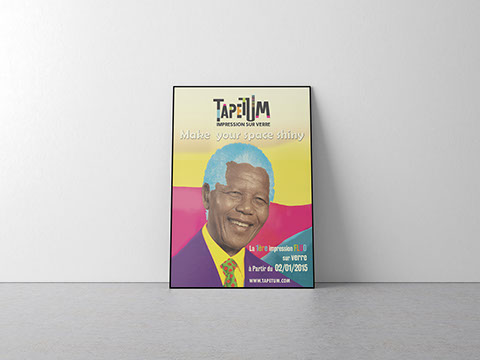 TAPETUM
IMPRESSION SUR VERRE
Make your space shiny
La 1ère impression FLUO
sur verre
à Partir du 02/01/2015
WWW.TAPETUM.COM